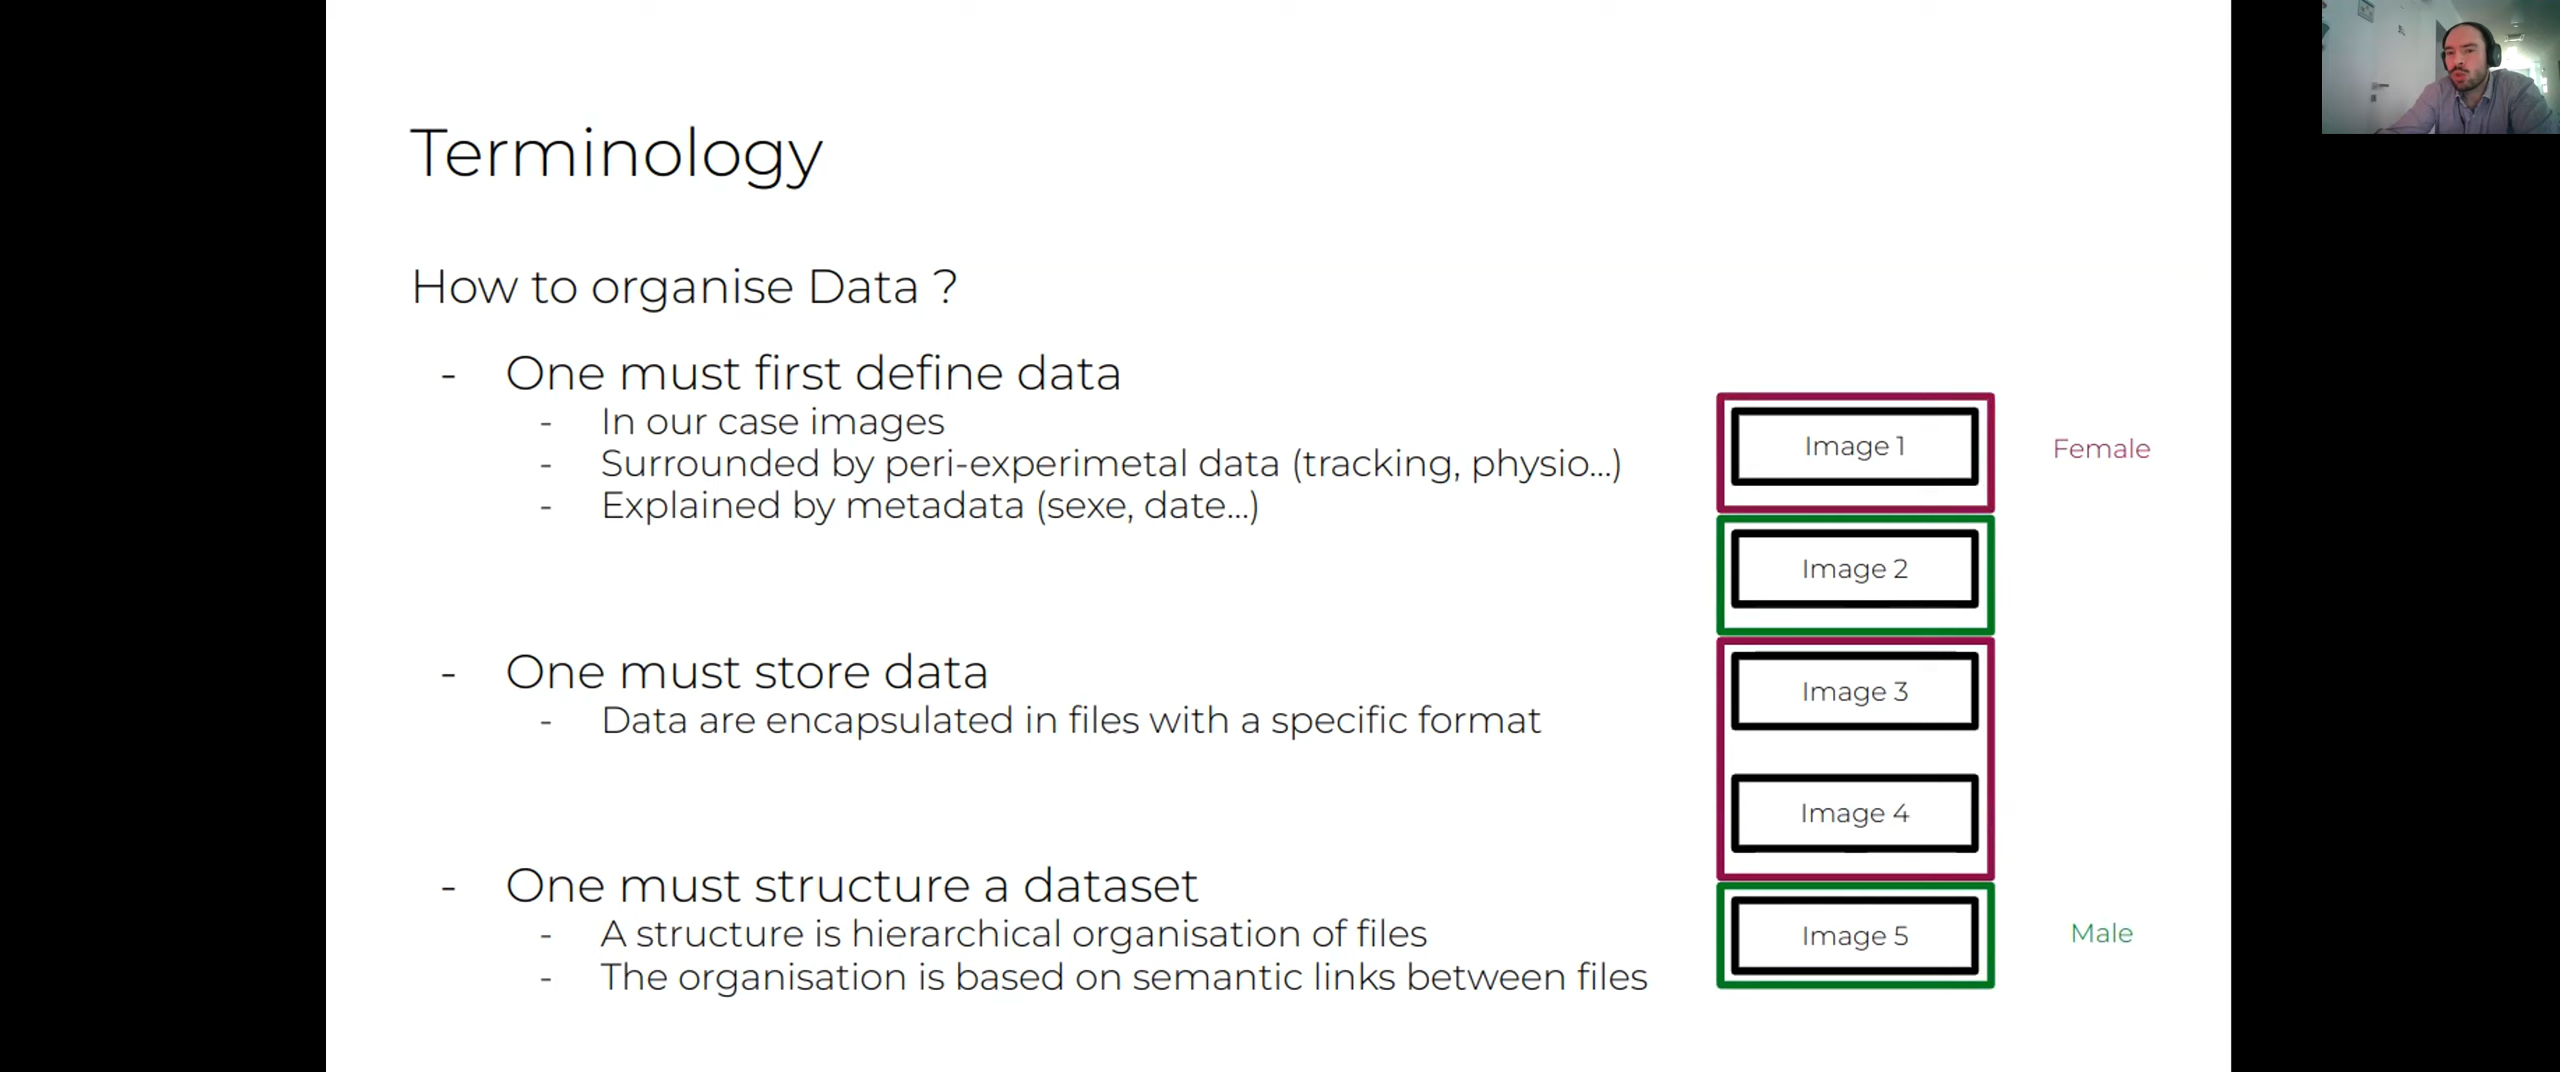 Terminology
How to organise Data ?
- One must first define data
- In our case images
- Surrounded by peri-experimetal data (tracking, physio...)
- Explained by metadata (sexe, date...)
- One must store data
- Data are encapsulated in files with a specific format
- One must structure a dataset
- A structure is hierarchical organisation of files
- The organisation is based on semantic links between files
Image 1
Female
Image 2
Image 3
Image 4
Image 5
Male